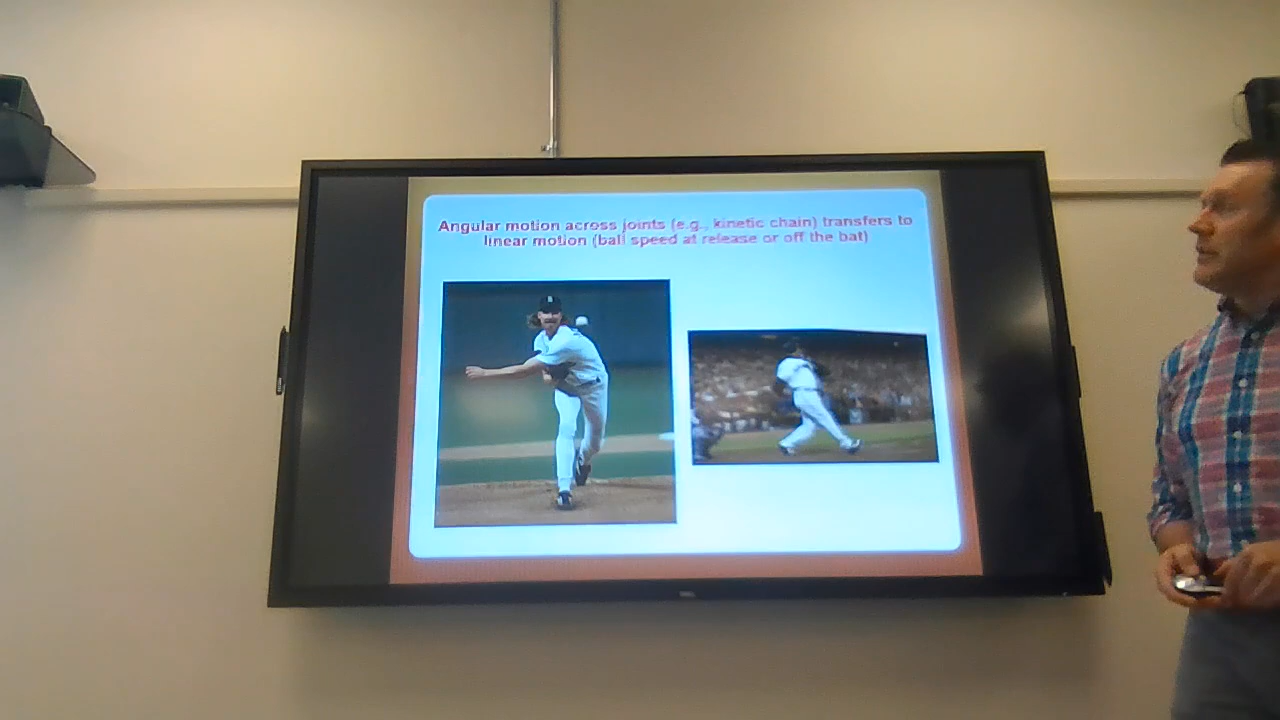 Angular motion across joints (e.g., kinetic chain) transfers to
linear motion (ball speed at release or off the bat)